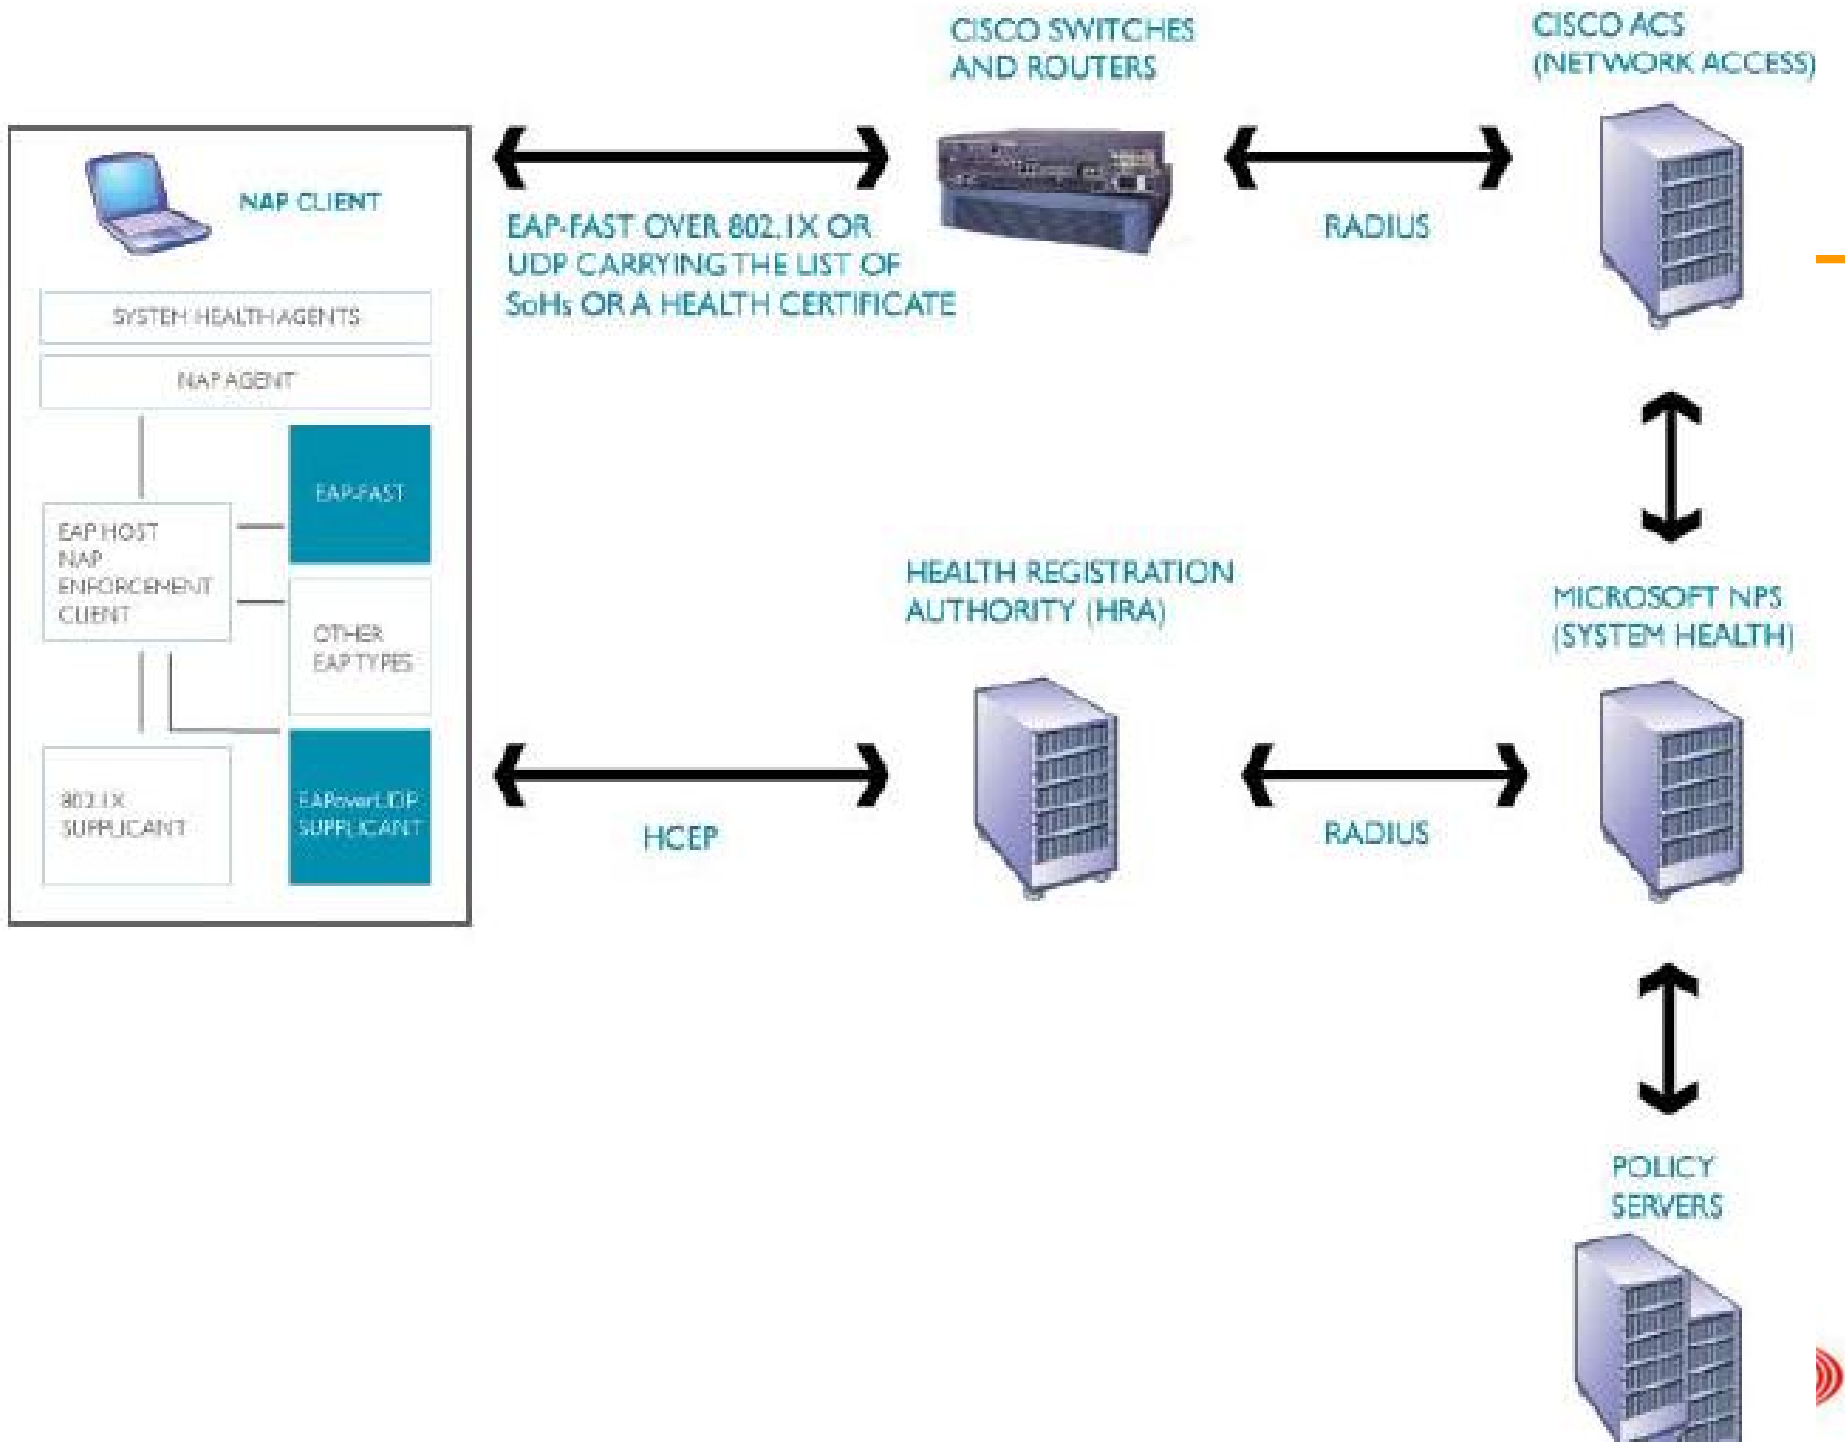 CISCO SWITCHES
AND ROUTERS
CISCO ACS
(NETWORK ACCESS)
NAP CLIENT
EAP-FAST OVER 802.1X OR
UDP CARRYING THE LIST OF
SoHs OR A HEALTH CERTIFICATE
RADIUS
SYSTEM HEALTH AGENTS
NAP AGENT
EAP-FAST
EAP HOST
NAP
ENFORCEMENT
CLIENT
OTHER
EAP TYPES
802.1X
SUPPLICANT
EAPoverUDP
SUPPLICANT
HEALTH REGISTRATION
AUTHORITY (HRA)
MICROSOFT NPS
(SYSTEM HEALTH)
HCEP
RADIUS
POLICY
SERVERS